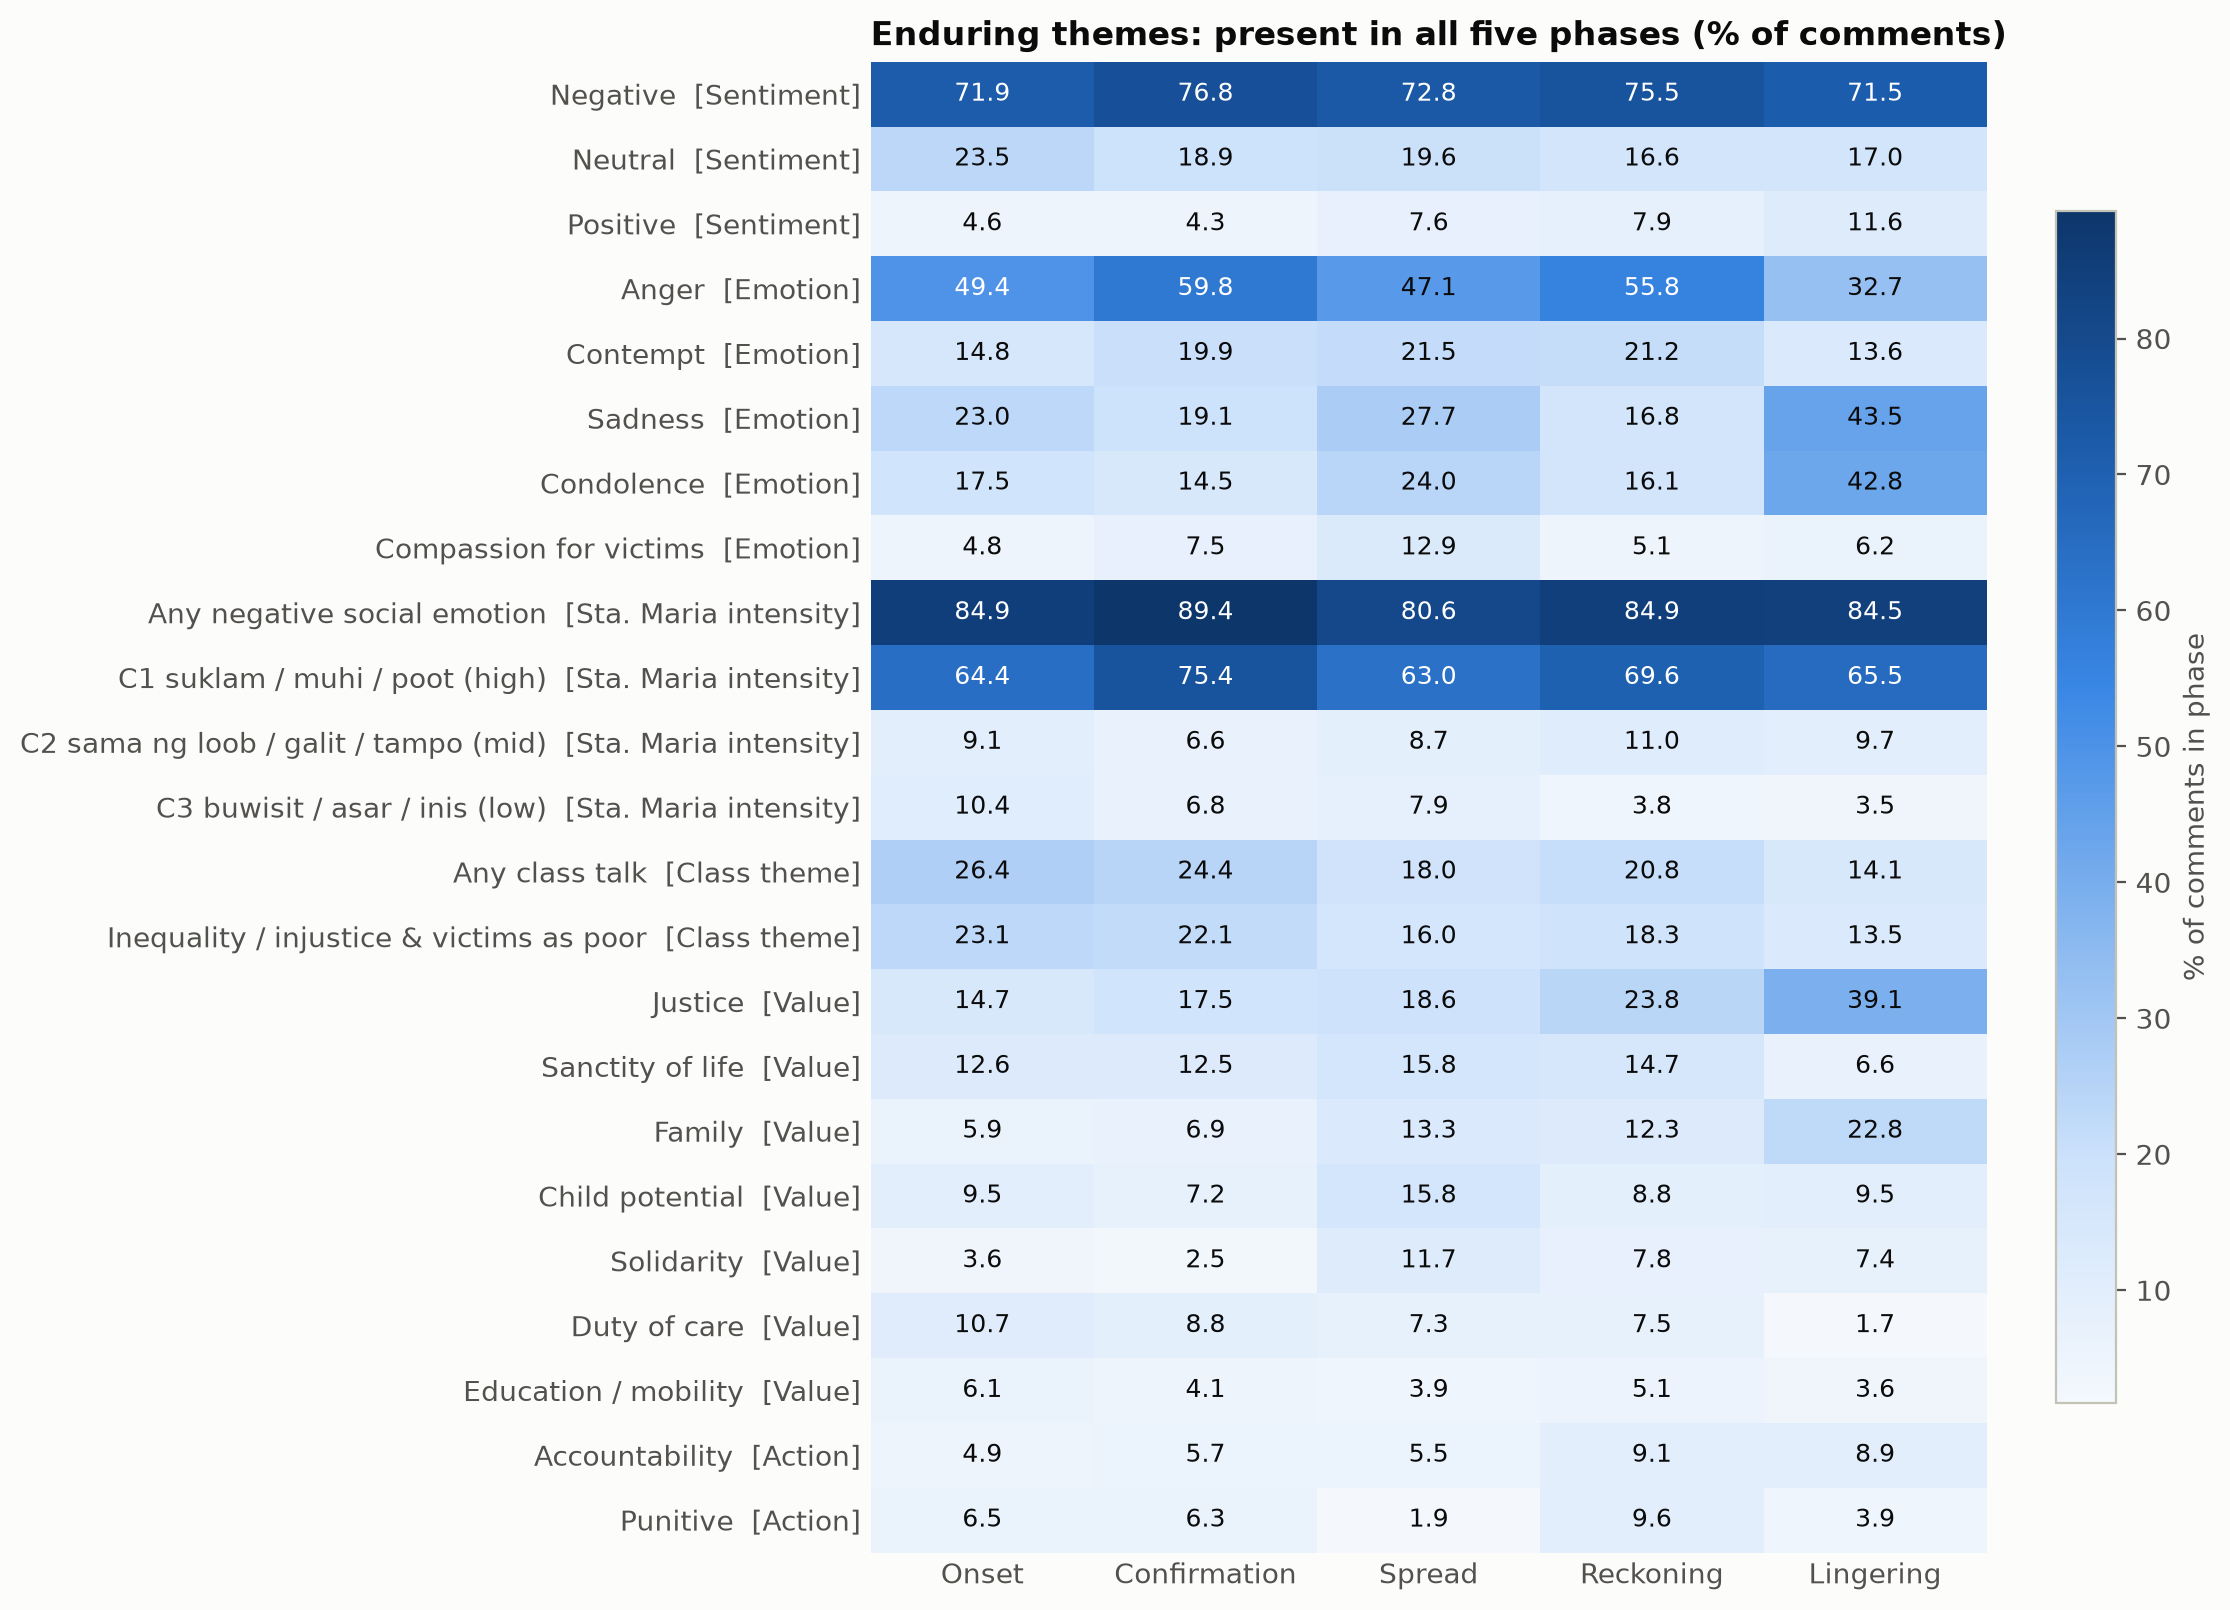 Enduring themes: present in all five phases (% of comments)
Negative [Sentiment] 71.9 76.8 72.8 75.5 71.5
Neutral [Sentiment] 23.5 18.9 19.6 16.6 17.0
Positive [Sentiment] 4.6 4.3 7.6 7.9 11.6
Anger [Emotion] 49.4 59.8 47.1 55.8 32.7
Contempt [Emotion] 14.8 19.9 21.5 21.2 13.6
Sadness [Emotion] 23.0 19.1 27.7 16.8 43.5
Condolence [Emotion] 17.5 14.5 24.0 16.1 42.8
Compassion for victims [Emotion] 4.8 7.5 12.9 5.1 6.2
Any negative social emotion [Sta. Maria intensity] 84.9 89.4 80.6 84.9 84.5
C1 suklam / muhi / poot (high) [Sta. Maria intensity] 64.4 75.4 63.0 69.6 65.5
C2 sama ng loob / galit / tampo (mid) [Sta. Maria intensity] 9.1 6.6 8.7 11.0 9.7
C3 buwisit / asar / inis (low) [Sta. Maria intensity] 10.4 6.8 7.9 3.8 3.5
Any class talk [Class theme] 26.4 24.4 18.0 20.8 14.1
Inequality / injustice & victims as poor [Class theme] 23.1 22.1 16.0 18.3 13.5
Justice [Value] 14.7 17.5 18.6 23.8 39.1
Sanctity of life [Value] 12.6 12.5 15.8 14.7 6.6
Family [Value] 5.9 6.9 13.3 12.3 22.8
Child potential [Value] 9.5 7.2 15.8 8.8 9.5
Solidarity [Value] 3.6 2.5 11.7 7.8 7.4
Duty of care [Value] 10.7 8.8 7.3 7.5 1.7
Education / mobility [Value] 6.1 4.1 3.9 5.1 3.6
Accountability [Action] 4.9 5.7 5.5 9.1 8.9
Punitive [Action] 6.5 6.3 1.9 9.6 3.9
Onset Confirmation Spread Reckoning Lingering
80
70
60
50
40
30
20
10
% of comments in phase